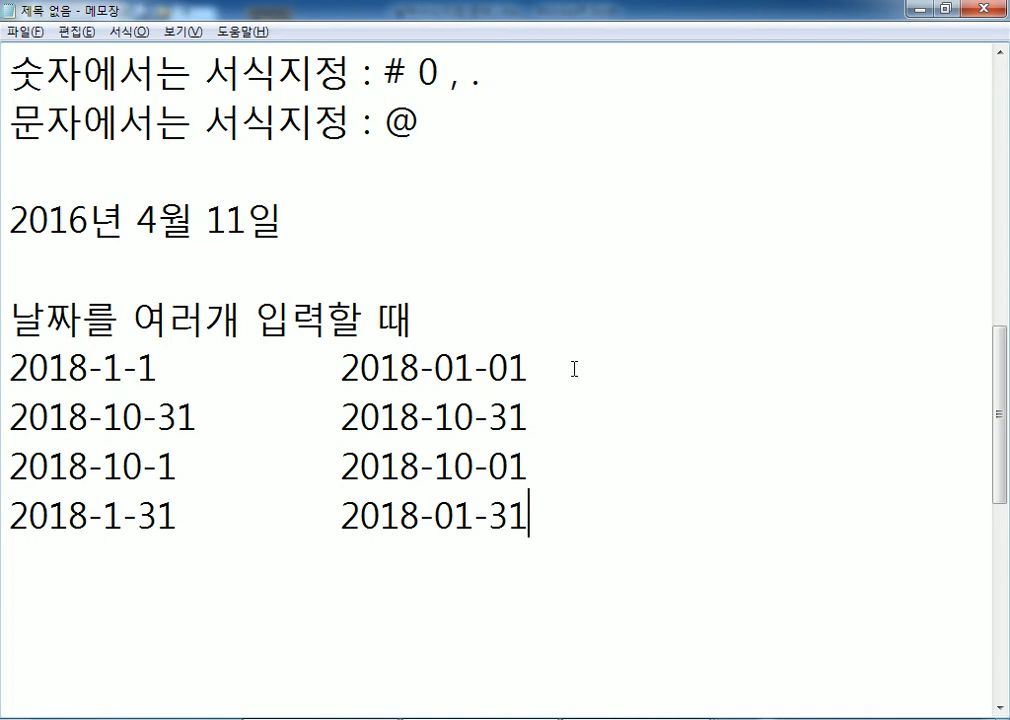 제목 없음 - 메모장
파일(F) 편집(E) 서식(O) 보기(V) 도움말(H)
숫자에서는 서식지정 : # 0 , .
문자에서는 서식지정 : @
2016년 4월 11일
날짜를 여러개 입력할 때
2018-1-1 2018-01-01
2018-10-31 2018-10-31
2018-10-1 2018-10-01
2018-1-31 2018-01-31